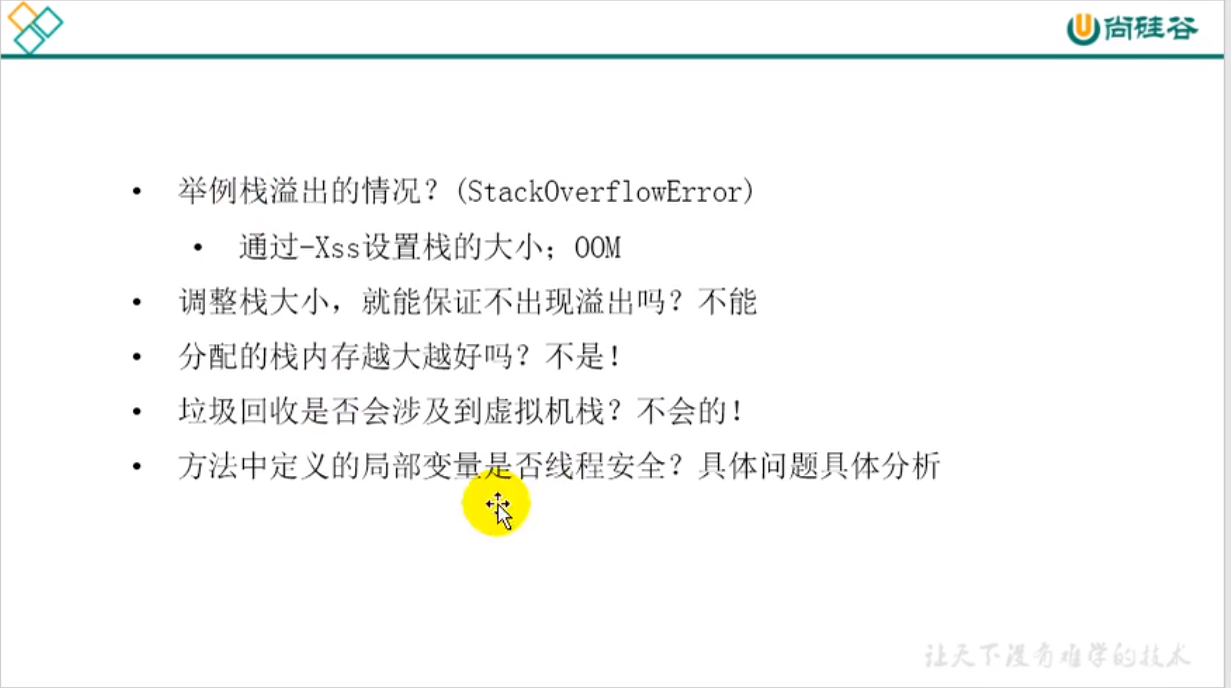 尚硅谷
举例栈溢出的情况？(StackOverflowError)
通过-Xss设置栈的大小；OOM
调整栈大小，就能保证不出现溢出吗？不能
分配的栈内存越大越好吗？不是！
垃圾回收是否会涉及到虚拟机栈？不会的！
方法中定义的局部变量是否线程安全？具体问题具体分析
让天下没有难学的技术